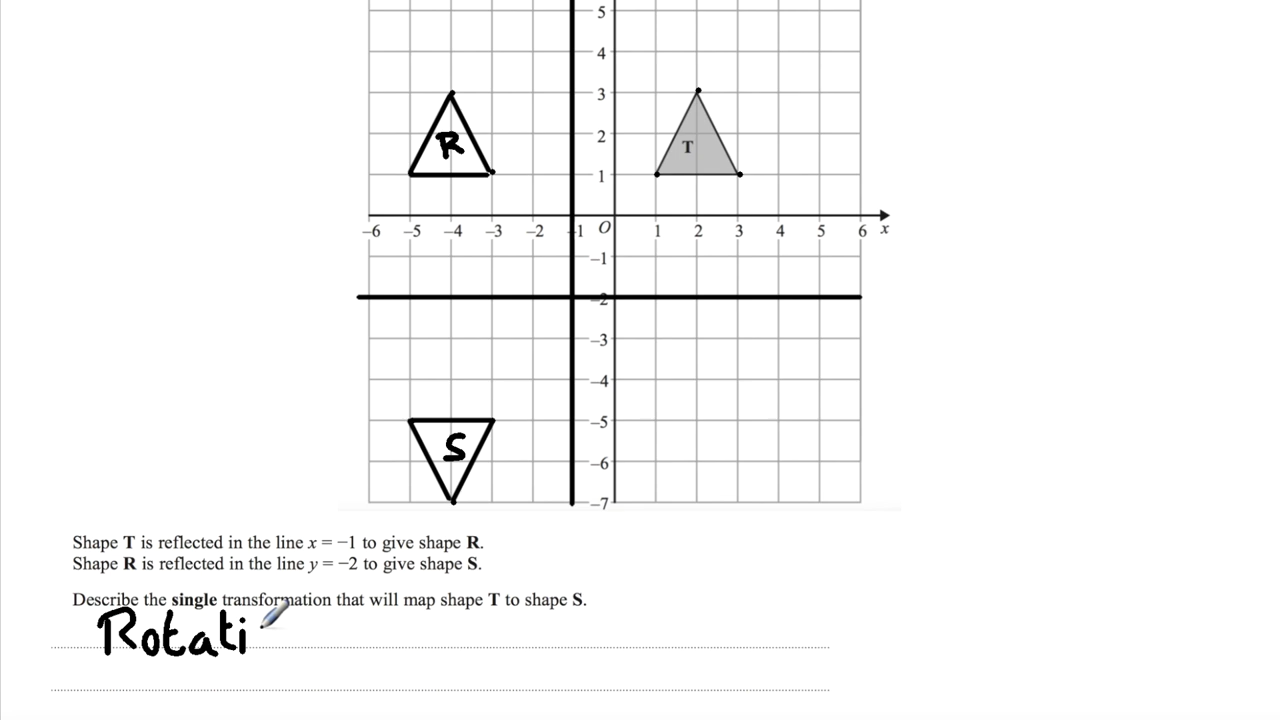 5
4
3
2
1
R
T
–6 –5 –4 –3 –2 –1 O 1 2 3 4 5 6 x
–1
–2
–3
–4
–5
–6
–7
S
Shape T is reflected in the line x = −1 to give shape R.
Shape R is reflected in the line y = −2 to give shape S.
Describe the single transformation that will map shape T to shape S.
Rotati